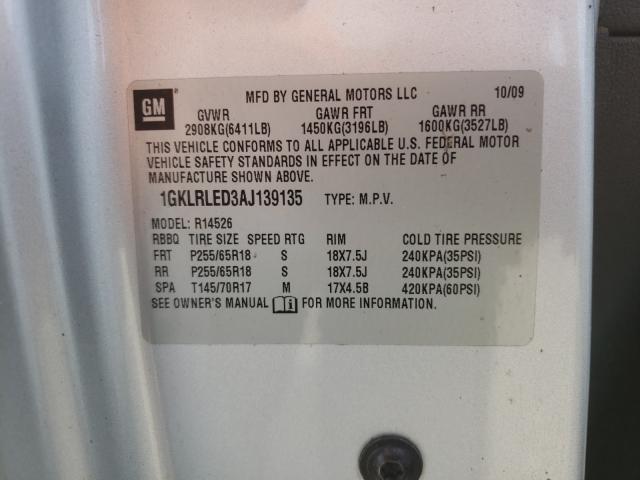 GM
MFD BY GENERAL MOTORS LLC 10/09
GVWR GAWR FRT GAWR RR
2908KG(6411LB) 1450KG(3196LB) 1600KG(3527LB)
THIS VEHICLE CONFORMS TO ALL APPLICABLE U.S. FEDERAL MOTOR
VEHICLE SAFETY STANDARDS IN EFFECT ON THE DATE OF
MANUFACTURE SHOWN ABOVE.
1GKLRLED3AJ139135 TYPE: M.P.V.
MODEL: R14526
RBBQ TIRE SIZE SPEED RTG RIM COLD TIRE PRESSURE
FRT P255/65R18 S 18X7.5J 240KPA(35PSI)
RR P255/65R18 S 18X7.5J 240KPA(35PSI)
SPA T145/70R17 M 17X4.5B 420KPA(60PSI)
SEE OWNER'S MANUAL FOR MORE INFORMATION